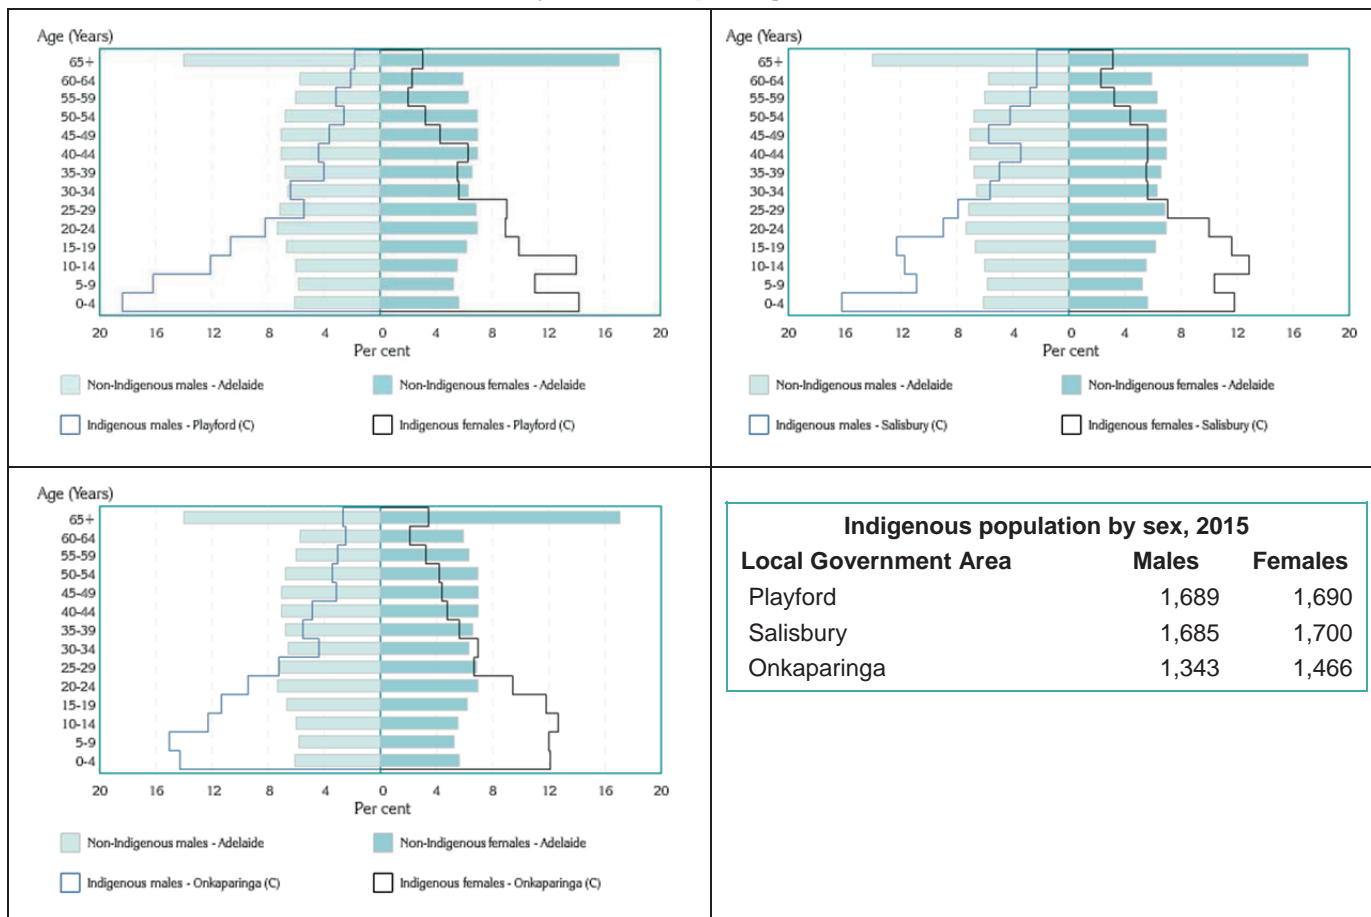 Age (Years)
65+
60-64
55-59
50-54
45-49
40-44
35-39
30-34
25-29
20-24
15-19
10-14
5-9
0-4
20 16 12 8 4 0 4 8 12 16 20
Per cent
Non-Indigenous males - Adelaide Non-Indigenous females - Adelaide
Indigenous males - Playford (C) Indigenous females - Playford (C)
Age (Years)
65+
60-64
55-59
50-54
45-49
40-44
35-39
30-34
25-29
20-24
15-19
10-14
5-9
0-4
20 16 12 8 4 0 4 8 12 16 20
Per cent
Non-Indigenous males - Adelaide Non-Indigenous females - Adelaide
Indigenous males - Salisbury (C) Indigenous females - Salisbury (C)
Age (Years)
65+
60-64
55-59
50-54
45-49
40-44
35-39
30-34
25-29
20-24
15-19
10-14
5-9
0-4
20 16 12 8 4 0 4 8 12 16 20
Per cent
Non-Indigenous males - Adelaide Non-Indigenous females - Adelaide
Indigenous males - Onkaparinga (C) Indigenous females - Onkaparinga (C)
Indigenous population by sex, 2015
Local Government Area Males Females
Playford 1,689 1,690
Salisbury 1,685 1,700
Onkaparinga 1,343 1,466